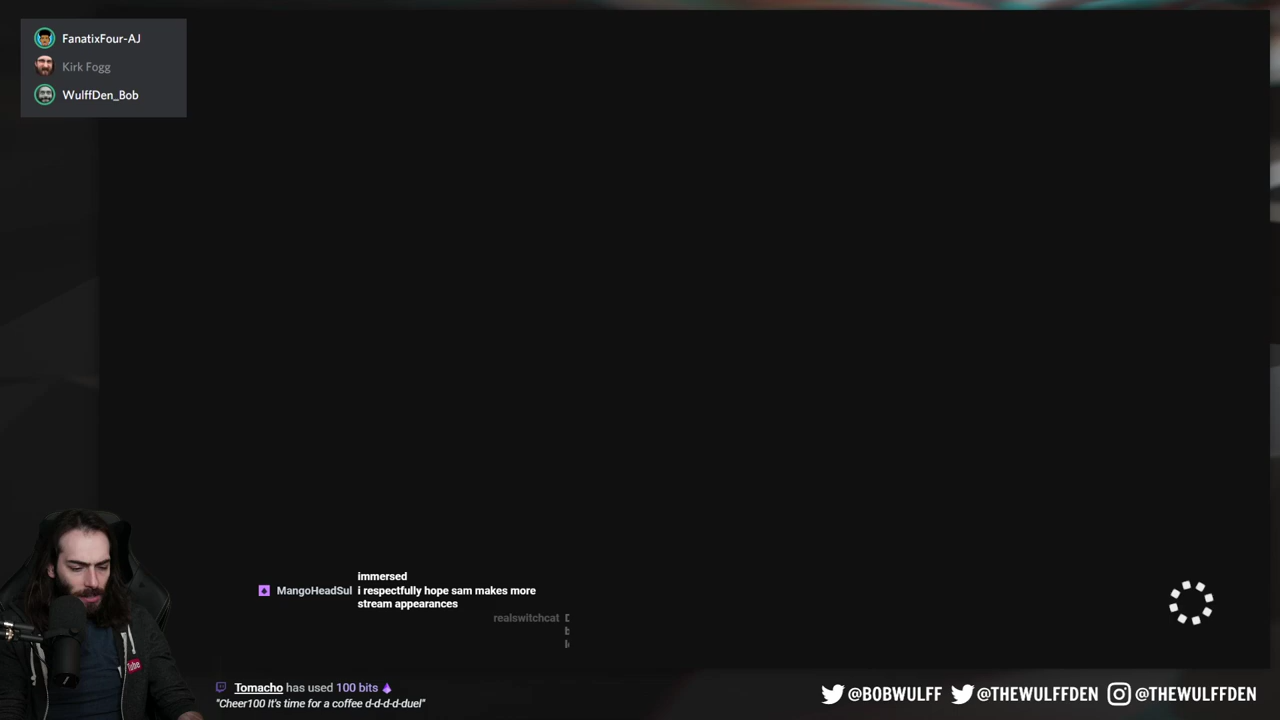 FanatixFour-AJ
Kirk Fogg
WulffDen_Bob
immersed
MangoHeadSul i respectfully hope sam makes more
stream appearances
realswitchcat
Tomacho has used 100 bits
"Cheer100 It's time for a coffee d-d-d-d-duel"
@BOBWULFF @THEWULFFDEN @THEWULFFDEN